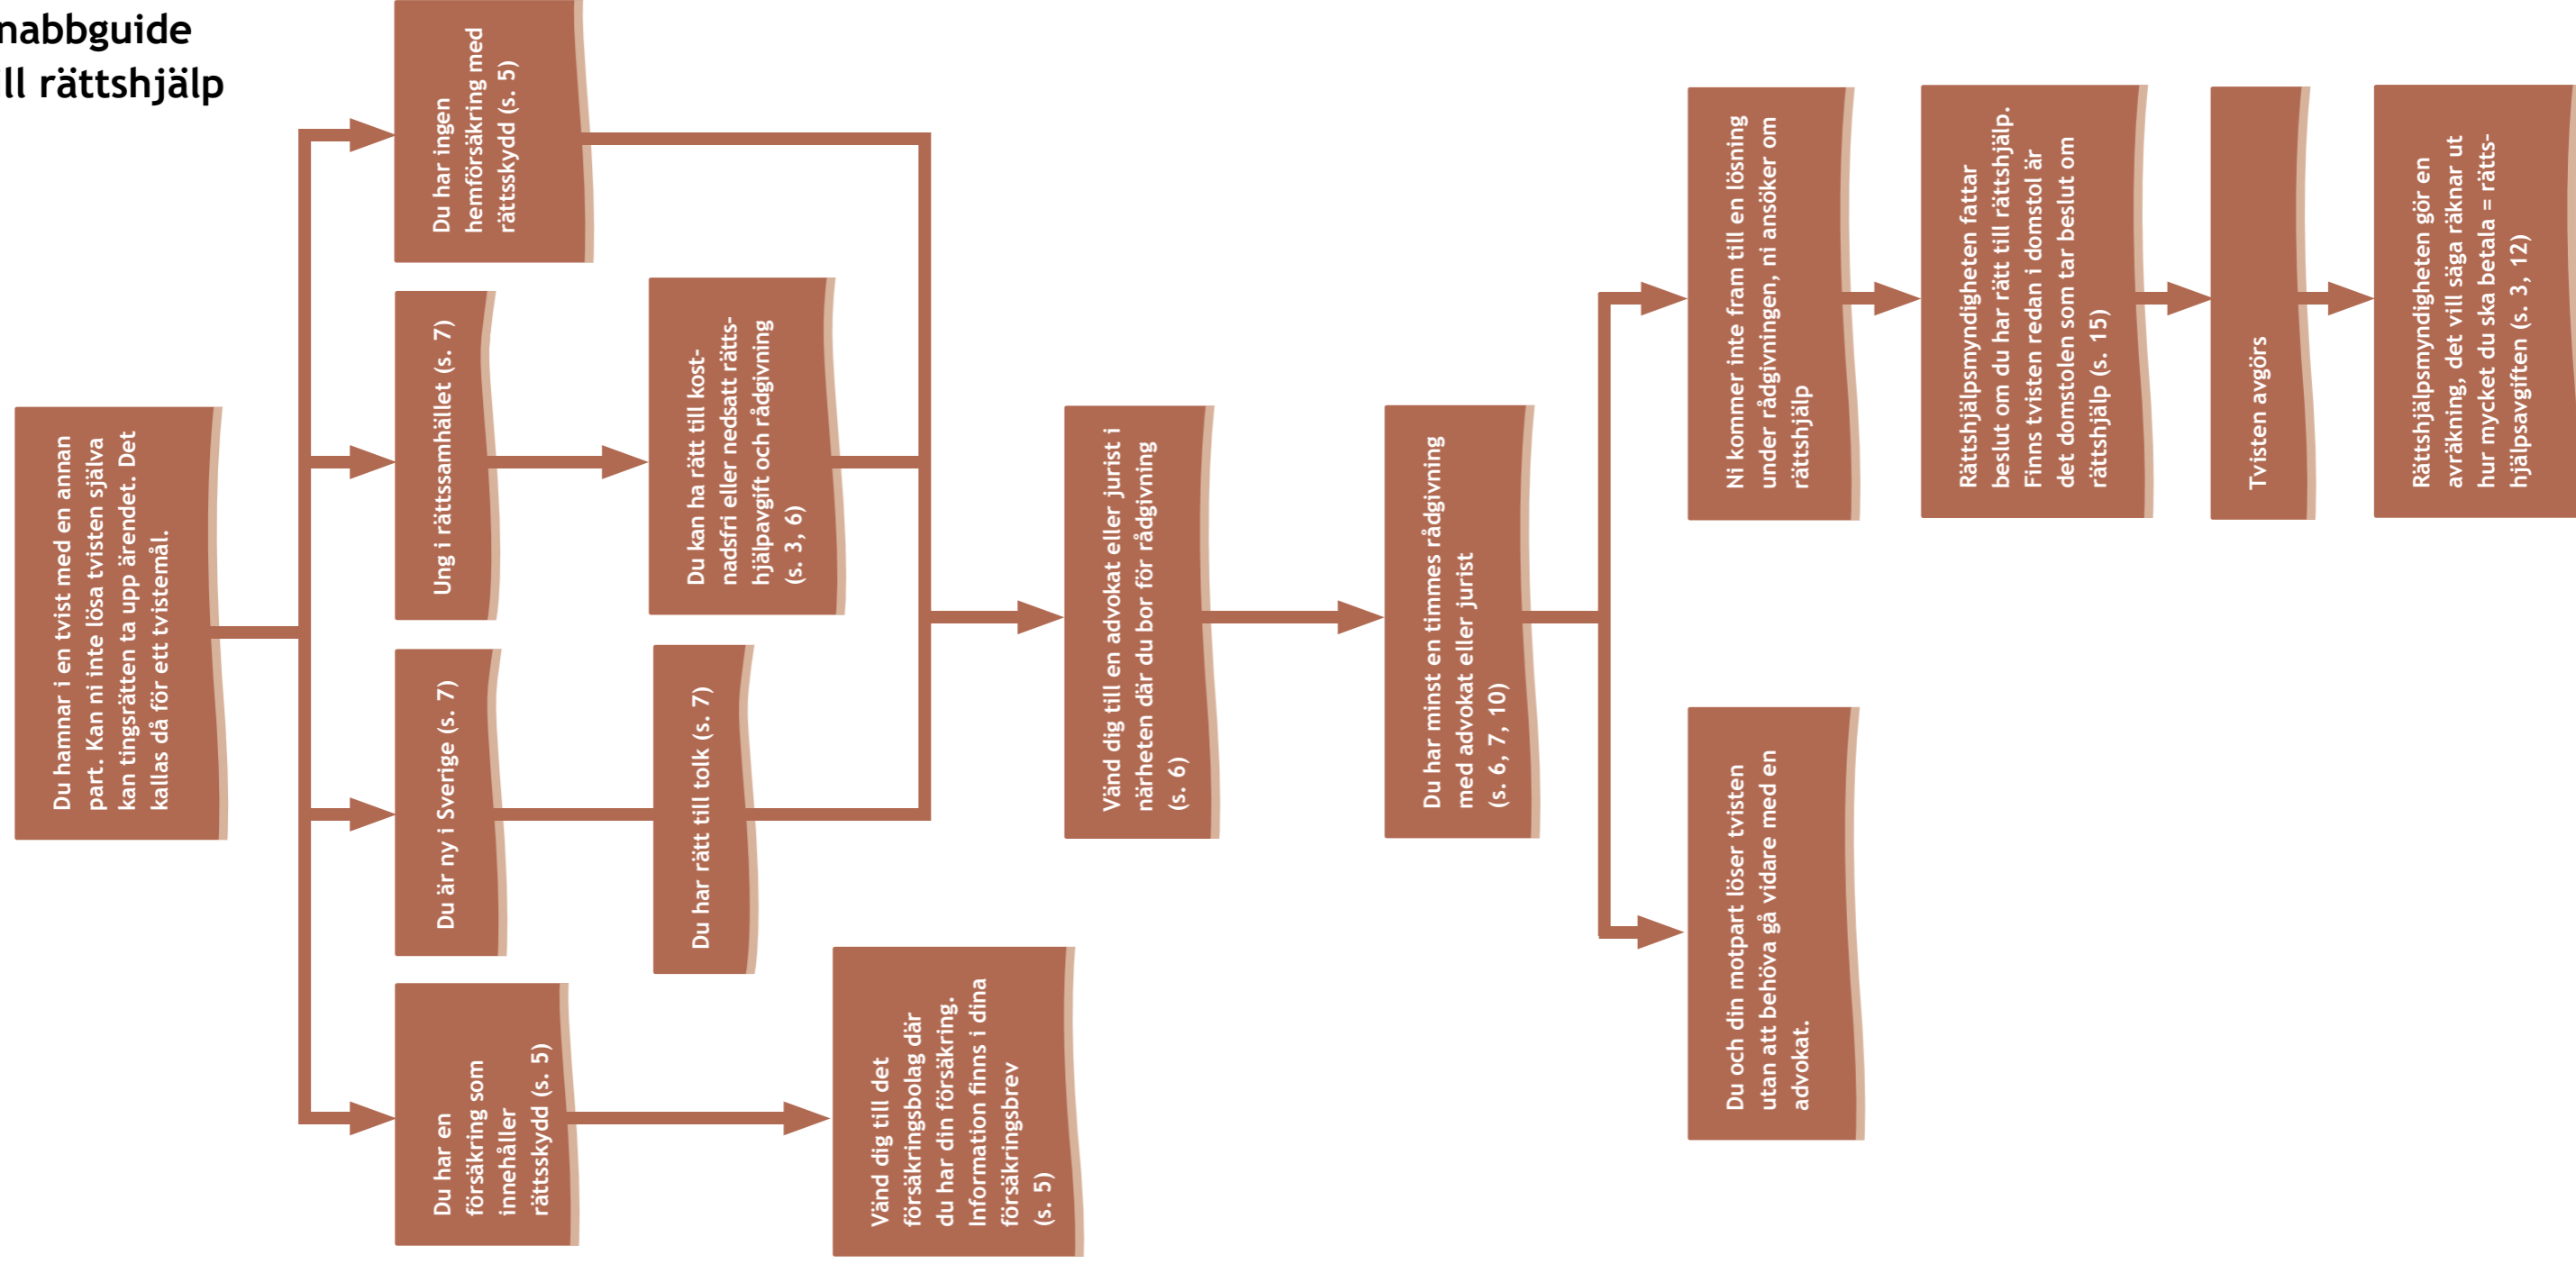 nabbguide
ll rättshjälp
Du hamnar i en tvist med en annan
part. Kan ni inte lösa tvisten själva
kan tingsrätten ta upp ärendet. Det
kallas då för ett tvistemål.
Du har en
försäkring som
innehåller
rättsskydd (s. 5)
Du är ny i Sverige (s. 7)
Ung i rättssamhället (s. 7)
Du har ingen
hemförsäkring med
rättsskydd (s. 5)
Vänd dig till det
försäkringsbolag där
du har din försäkring.
Information finns i dina
försäkringsbrev
(s. 5)
Du har rätt till tolk (s. 7)
Du kan ha rätt till kost-
nadsfri eller nedsatt rätts-
hjälpavgift och rådgivning
(s. 3, 6)
Vänd dig till en advokat eller jurist i
närheten där du bor för rådgivning
(s. 6)
Du har minst en timmes rådgivning
med advokat eller jurist
(s. 6, 7, 10)
Du och din motpart löser tvisten
utan att behöva gå vidare med en
advokat.
Ni kommer inte fram till en lösning
under rådgivningen, ni ansöker om
rättshjälp
Rättshjälpsmyndigheten fattar
beslut om du har rätt till rättshjälp.
Finns tvisten redan i domstol är
det domstolen som tar beslut om
rättshjälp (s. 15)
Tvisten avgörs
Rättshjälpsmyndigheten gör en
avräkning, det vill säga räknar ut
hur mycket du ska betala = rätts-
hjälpsavgiften (s. 3, 12)